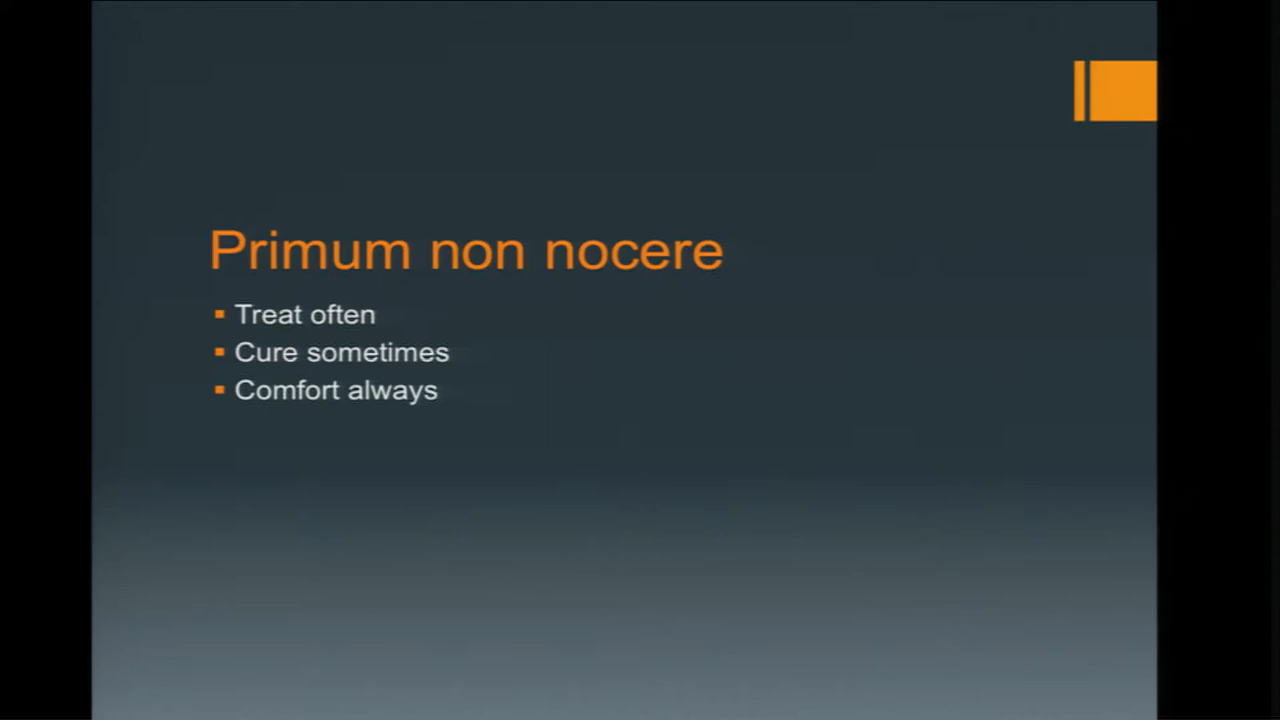 Primum non nocere
Treat often
Cure sometimes
Comfort always